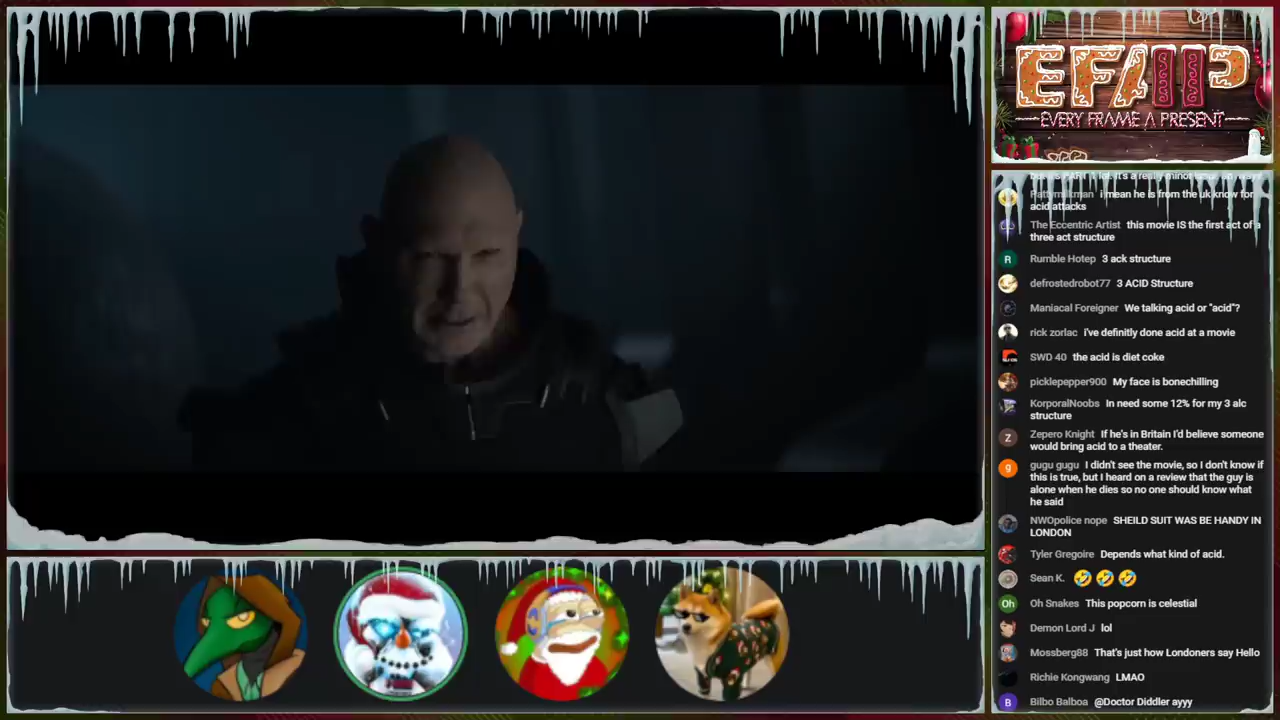 EFAP
EVERY FRAME A PRESENT
Pattymilkman i mean he is from the uk know for
acid attacks
The Eccentric Artist this movie IS the first act of a
three act structure
R Rumble Hotep 3 ack structure
defrostedrobot77 3 ACID Structure
Maniacal Foreigner We talking acid or "acid"?
rick zorlac i've definitly done acid at a movie
SWD 40 the acid is diet coke
picklepepper900 My face is bonechilling
KorporalNoobs In need some 12% for my 3 alc
structure
Z Zepero Knight If he's in Britain I'd believe someone
would bring acid to a theater.
g gugu gugu I didn't see the movie, so I don't know if
this is true, but I heard on a review that the guy is
alone when he dies so no one should know what
he said
NWOpolice nope SHEILD SUIT WAS BE HANDY IN
LONDON
Tyler Gregoire Depends what kind of acid.
Sean K. 🤣🤣🤣
Oh Oh Snakes This popcorn is celestial
Demon Lord J lol
Mossberg88 That's just how Londoners say Hello
Richie Kongwang LMAO
B Bilbo Balboa @Doctor Diddler ayyy